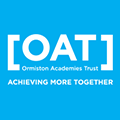 [OAT]
Ormiston Academies Trust
ACHIEVING MORE TOGETHER